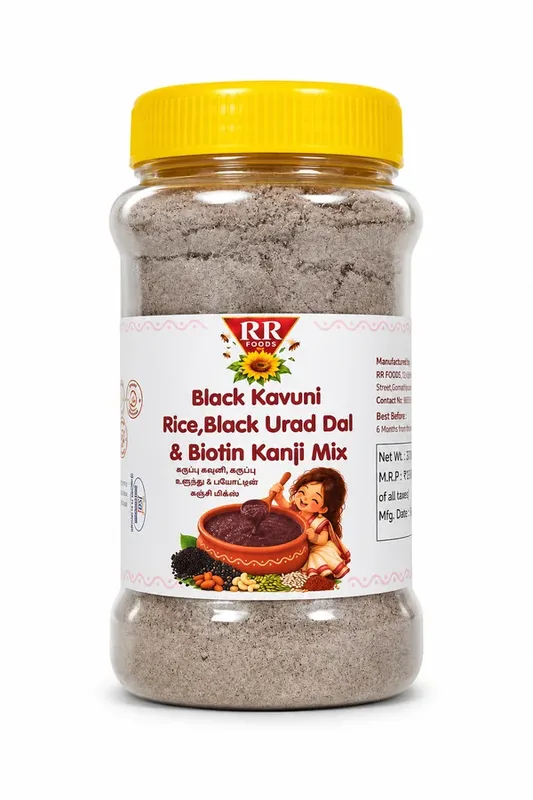 RR
FOODS
Black Kavuni
Rice,Black Urad Dal
& Biotin Kanji Mix
கருப்பு கவுனி, கருப்பு
உளுந்து & பயோட்டின்
கஞ்சி மிக்ஸ்
Manufactured
RR FOODS,
Street,
Contact No:
Best Before:
6 Months from
Net Wt. :
M.R.P :
of all taxes)
Mfg. Date :